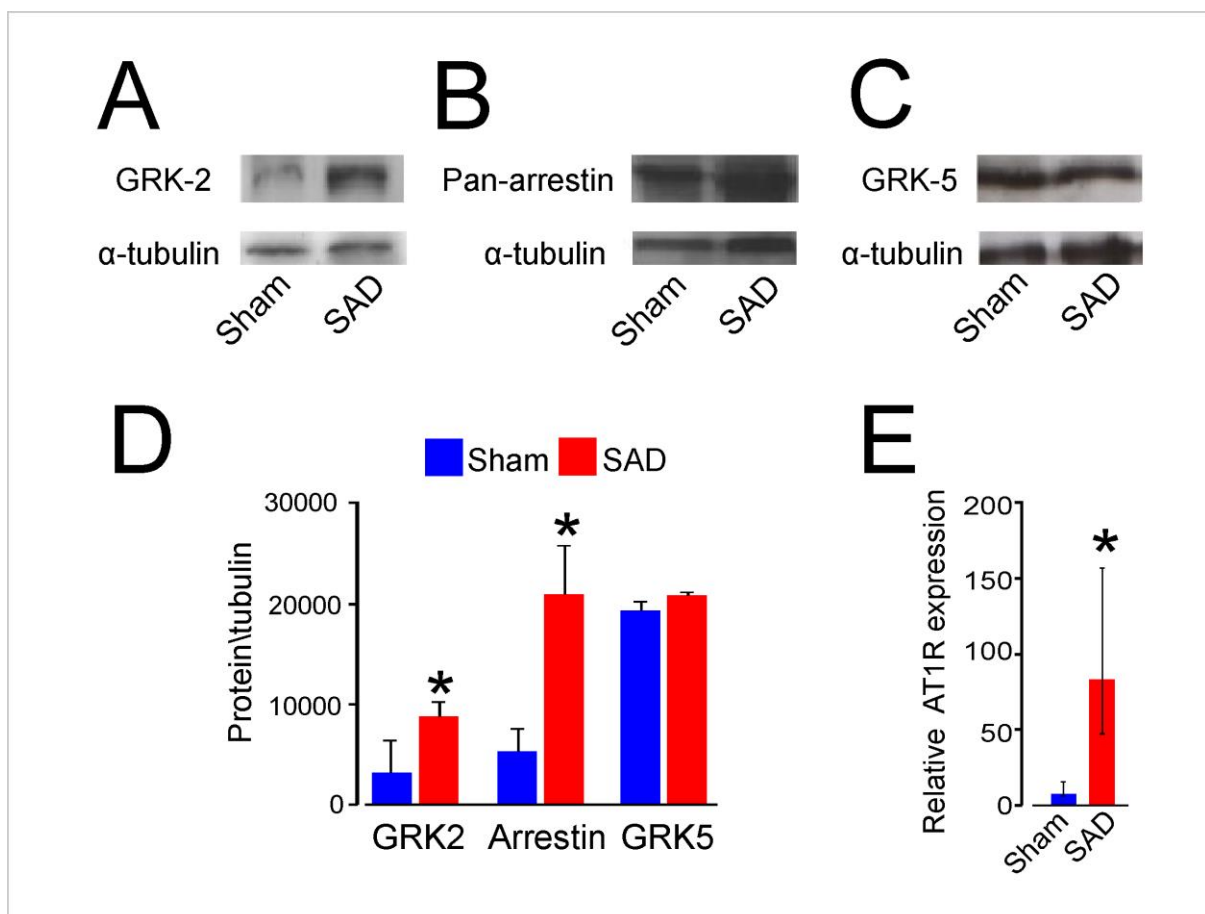 A
B
C
GRK-2
Pan-arrestin
GRK-5
α-tubulin
α-tubulin
α-tubulin
Sham
SAD
Sham
SAD
Sham
SAD
D
E
Sham
SAD
Protein\tubulin
30000
20000
10000
0
*
*
GRK2
Arrestin
GRK5
Relative AT1R expression
200
150
100
50
0
*
Sham
SAD